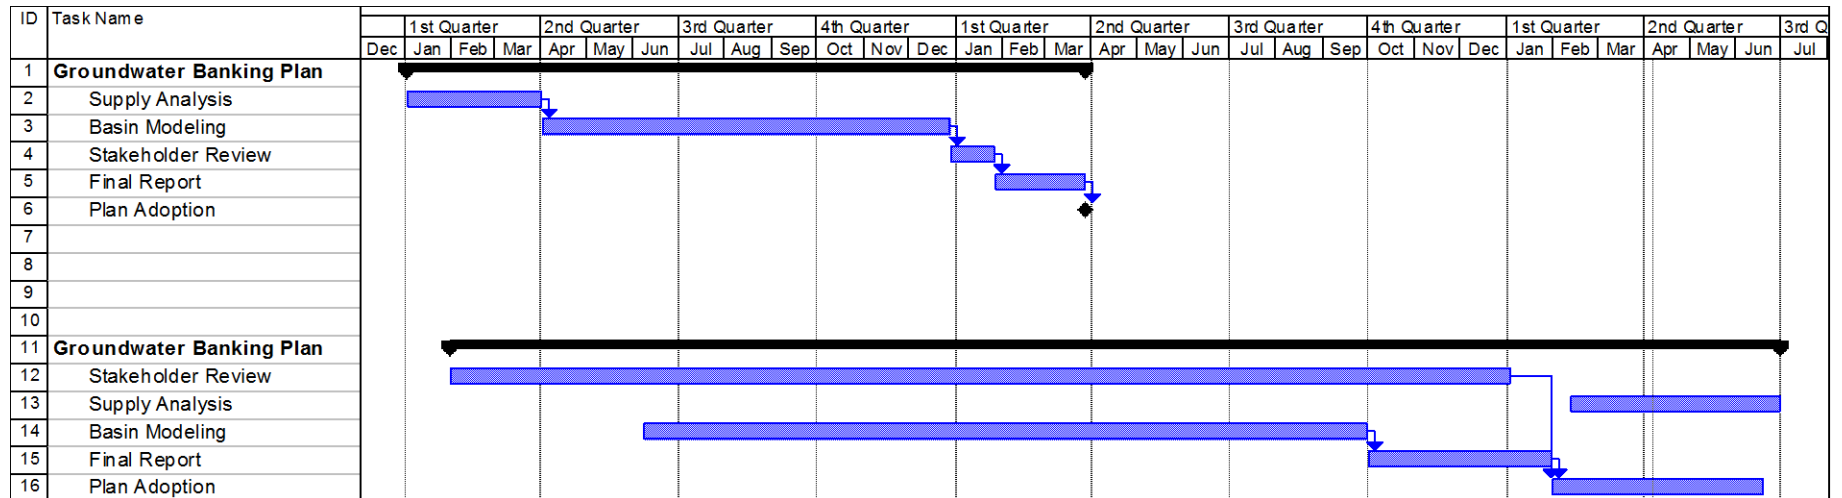 ID Task Name
1st Quarter 2nd Quarter 3rd Quarter 4th Quarter 1st Quarter 2nd Quarter 3rd Quarter 4th Quarter 1st Quarter 2nd Quarter 3rd Q
Dec Jan Feb Mar Apr May Jun Jul Aug Sep Oct Nov Dec Jan Feb Mar Apr May Jun Jul Aug Sep Oct Nov Dec Jan Feb Mar Apr May Jun Jul
1 Groundwater Banking Plan
2 Supply Analysis
3 Basin Modeling
4 Stakeholder Review
5 Final Report
6 Plan Adoption
7
8
9
10
11 Groundwater Banking Plan
12 Stakeholder Review
13 Supply Analysis
14 Basin Modeling
15 Final Report
16 Plan Adoption